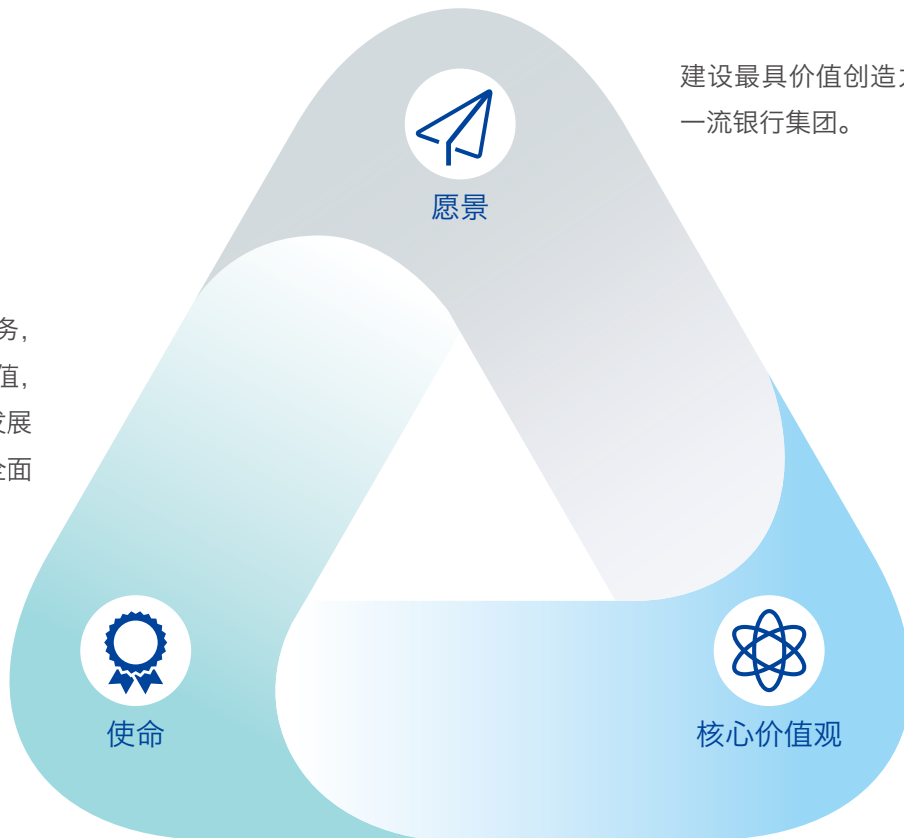 建设最具价值创造
一流银行集团。
愿景
务,
值,
发展
全面
使命
核心价值观